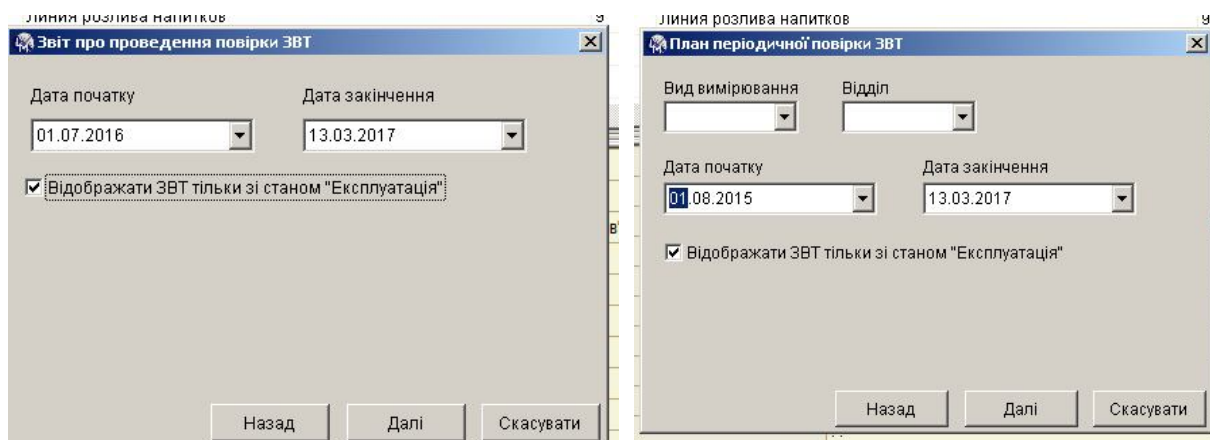 Линия розлива напитков 9
Звіт про проведення повірки ЗВТ
Дата початку Дата закінчення
01.07.2016 13.03.2017
Відображати ЗВТ тільки зі станом "Експлуатація"
Назад Далі Скасувати
Линия розлива напитков 9
План періодичної повірки ЗВТ
Вид вимірювання Відділ
Дата початку Дата закінчення
01.08.2015 13.03.2017
Відображати ЗВТ тільки зі станом "Експлуатація"
Назад Далі Скасувати